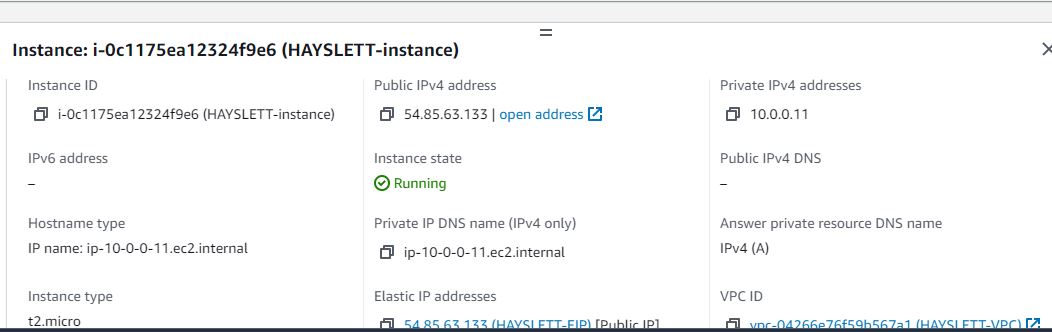 Instance: i-0c1175ea12324f9e6 (HAYSLETT-instance)
Instance ID
i-0c1175ea12324f9e6 (HAYSLETT-instance)
Public IPv4 address
54.85.63.133 | open address
Private IPv4 addresses
10.0.0.11
IPv6 address
–
Instance state
Running
Public IPv4 DNS
–
Hostname type
IP name: ip-10-0-0-11.ec2.internal
Private IP DNS name (IPv4 only)
ip-10-0-0-11.ec2.internal
Answer private resource DNS name
IPv4 (A)
Instance type
t2.micro
Elastic IP addresses
54.85.63.133 (HAYSLETT-EIP) [Public IP]
VPC ID
vpc-04266e76f59b567a1 (HAYSLETT-VPC)